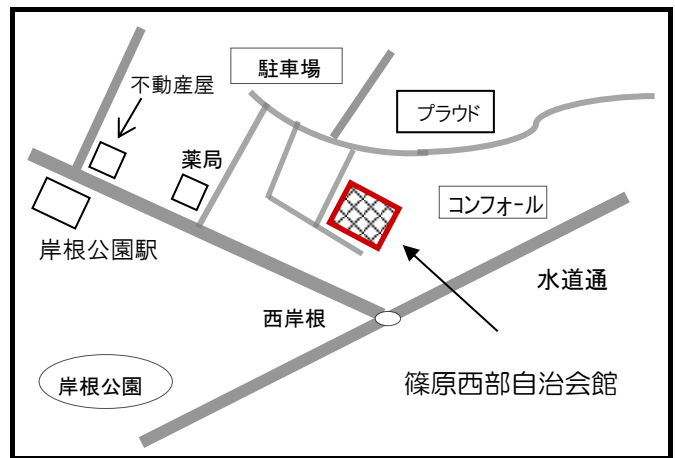 駐車場
不動産屋
プラウド
薬局
コンフォール
岸根公園駅
水道通
西岸根
岸根公園
篠原西部自治会館